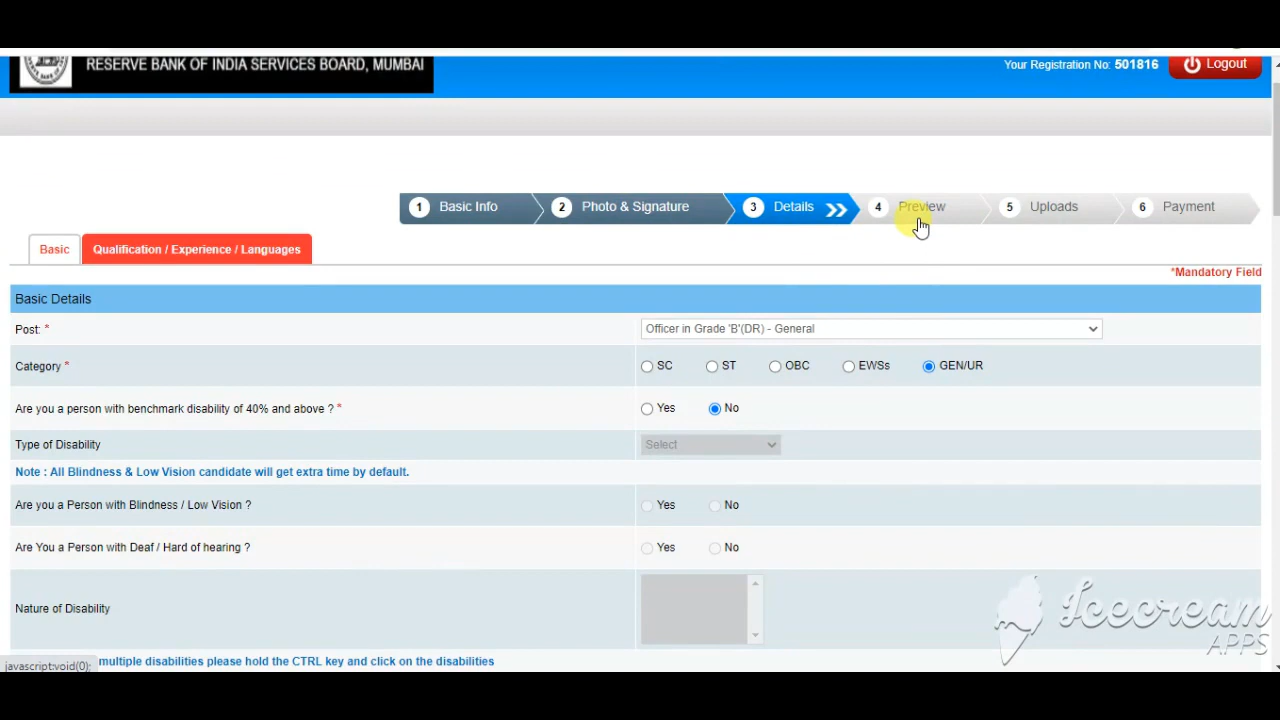 RESERVE BANK OF INDIA SERVICES BOARD, MUMBAI
Your Registration No: 501816
Logout
1 Basic Info
2 Photo & Signature
3 Details
4 Preview
5 Uploads
6 Payment
Basic
Qualification / Experience / Languages
*Mandatory Field
Basic Details
Post: *
Officer in Grade 'B'(DR) - General
Category *
SC ST OBC EWSs GEN/UR
Are you a person with benchmark disability of 40% and above ? *
Yes No
Type of Disability
Select
Note : All Blindness & Low Vision candidate will get extra time by default.
Are you a Person with Blindness / Low Vision ?
Yes No
Are You a Person with Deaf / Hard of hearing ?
Yes No
Nature of Disability
multiple disabilities please hold the CTRL key and click on the disabilities
javascript:void(0);
Icecream
APPS